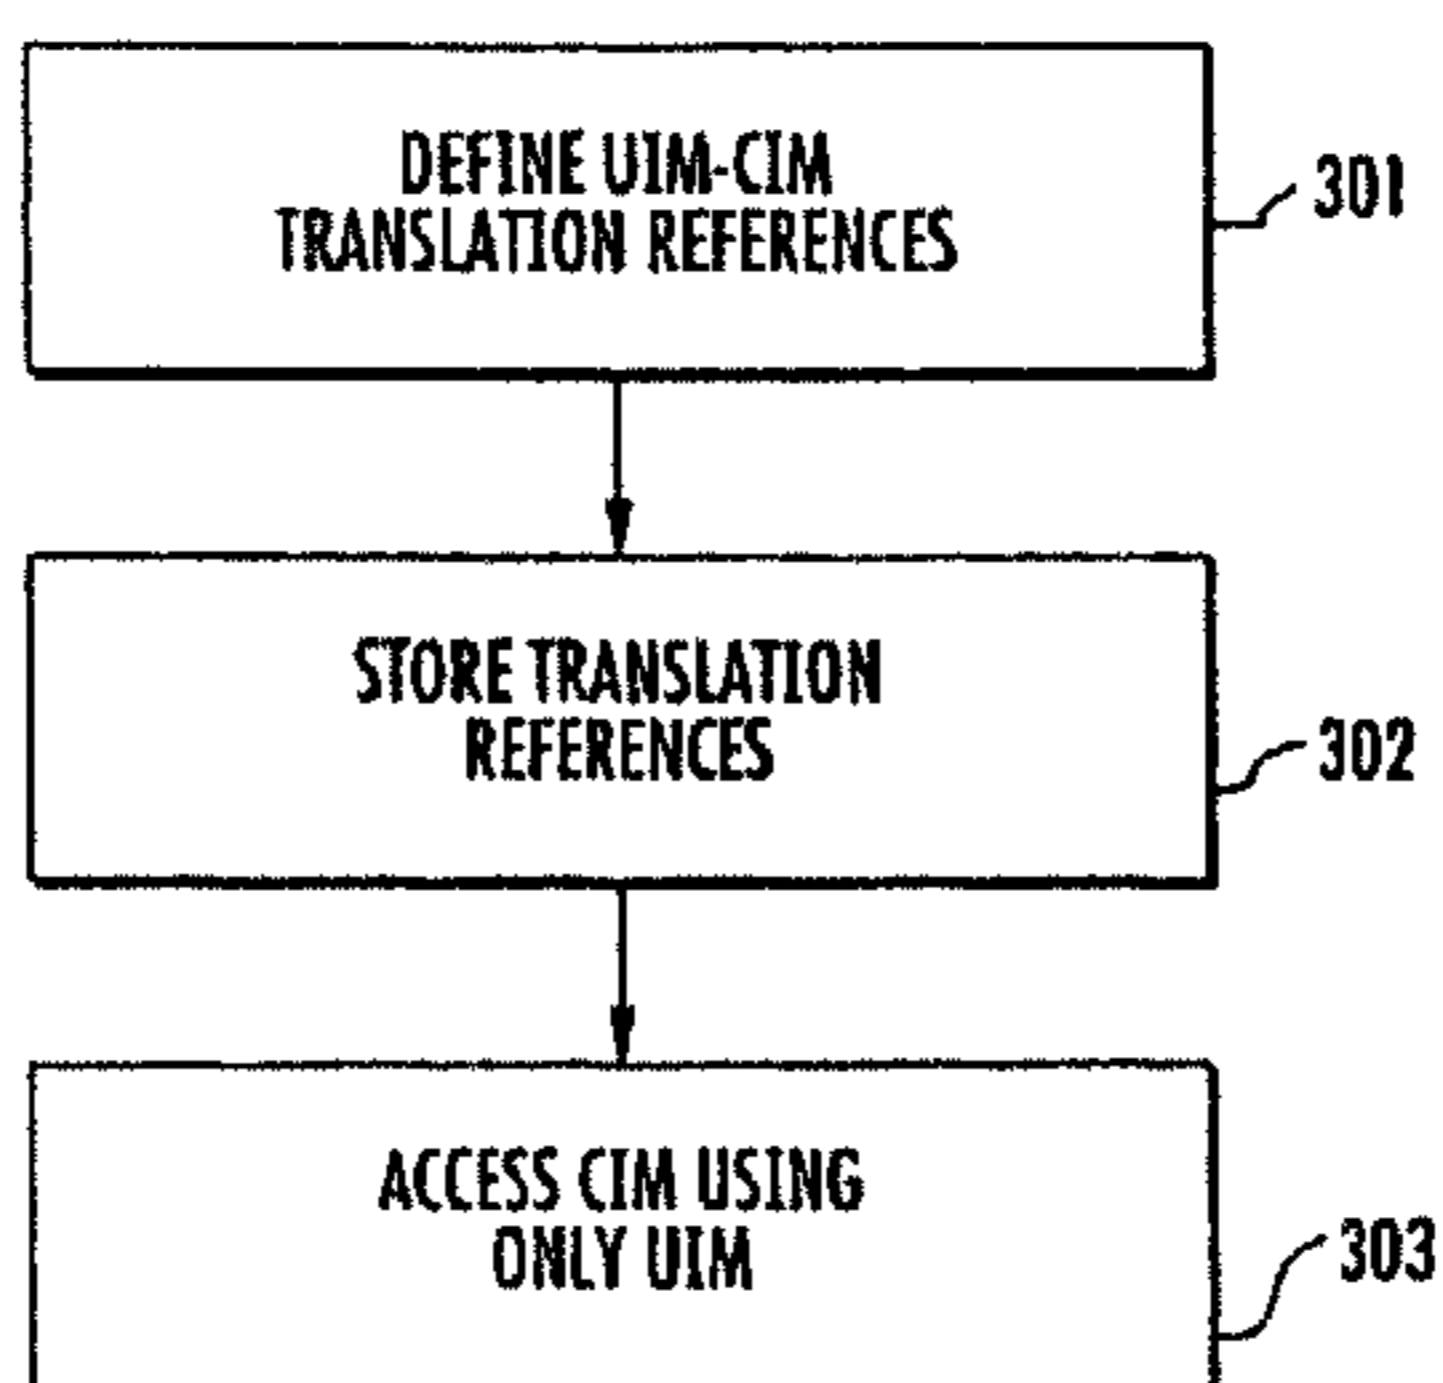 DEFINE UIM-CIM
TRANSLATION REFERENCES
301
STORE TRANSLATION
REFERENCES
302
ACCESS CIM USING
ONLY UIM
303